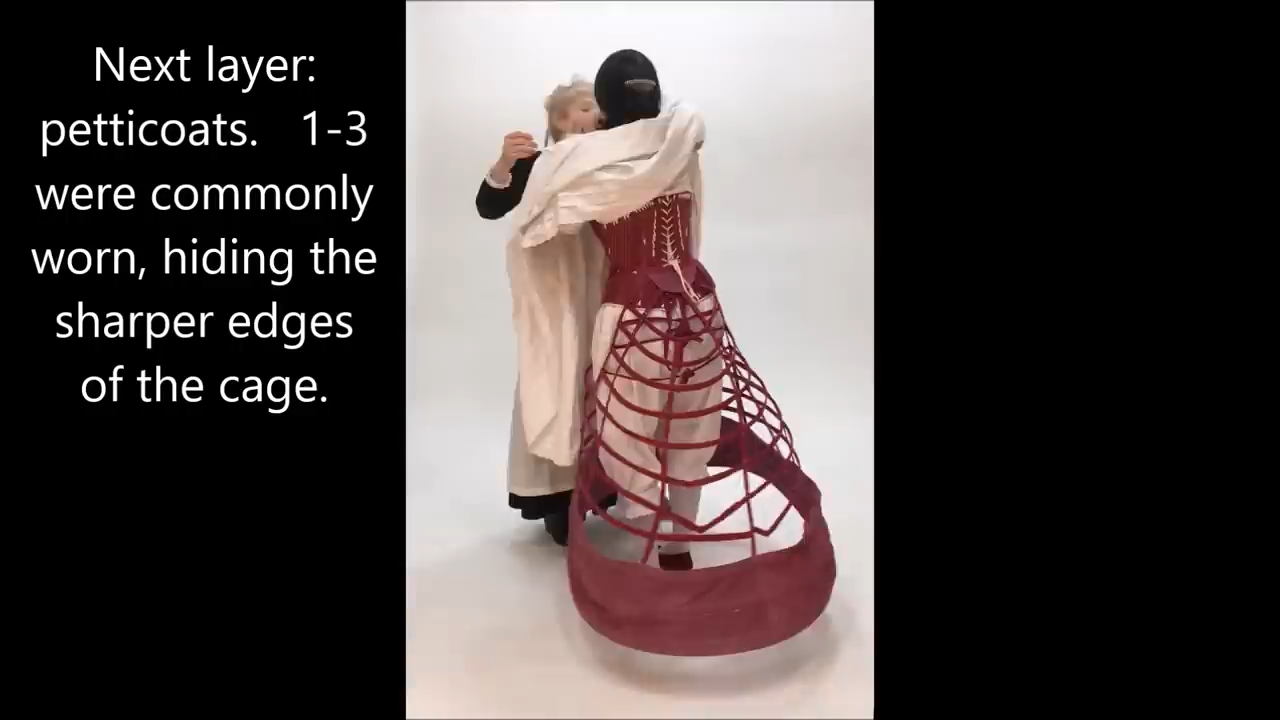 Next layer:
petticoats. 1-3
were commonly
worn, hiding the
sharper edges
of the cage.